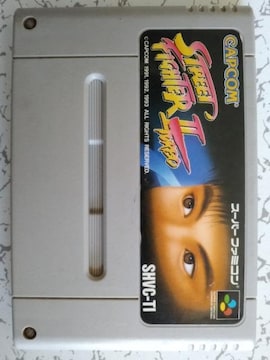 CAPCOM
STREET
FIGHTER II
TURBO
© CAPCOM 1991, 1992, 1993 ALL RIGHTS RESERVED.
スーパーファミコン
SHVC-TI